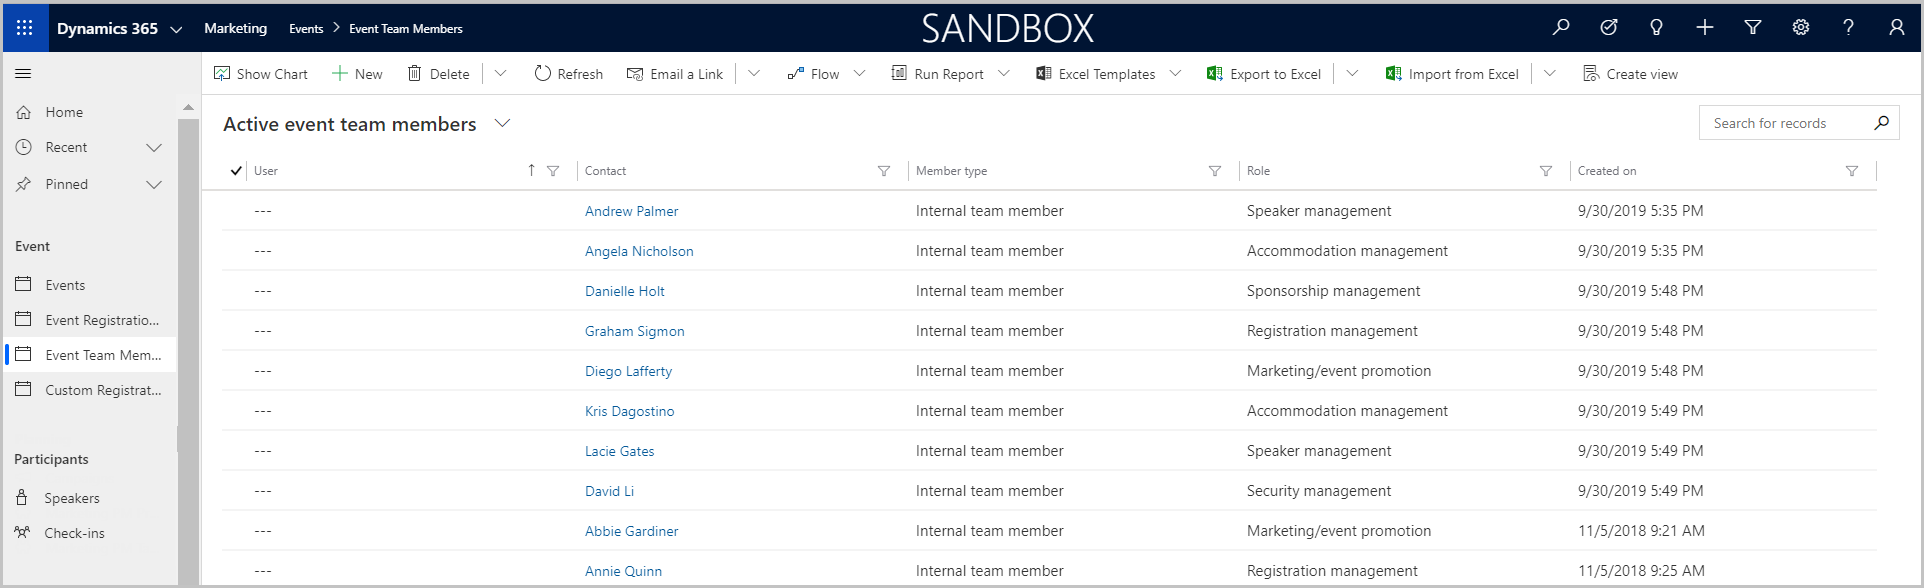 Dynamics 365 Marketing Events > Event Team Members SANDBOX
Show Chart New Delete Refresh Email a Link Flow Run Report Excel Templates Export to Excel Import from Excel Create view
Home
Recent
Pinned
Event
Events
Event Registratio...
Event Team Mem...
Custom Registrat...
Participants
Speakers
Check-ins
Active event team members
Search for records
User Contact Member type Role Created on
--- Andrew Palmer Internal team member Speaker management 9/30/2019 5:35 PM
--- Angela Nicholson Internal team member Accommodation management 9/30/2019 5:35 PM
--- Danielle Holt Internal team member Sponsorship management 9/30/2019 5:48 PM
--- Graham Sigmon Internal team member Registration management 9/30/2019 5:48 PM
--- Diego Lafferty Internal team member Marketing/event promotion 9/30/2019 5:48 PM
--- Kris Dagostino Internal team member Accommodation management 9/30/2019 5:49 PM
--- Lacie Gates Internal team member Speaker management 9/30/2019 5:49 PM
--- David Li Internal team member Security management 9/30/2019 5:49 PM
--- Abbie Gardiner Internal team member Marketing/event promotion 11/5/2018 9:21 AM
--- Annie Quinn Internal team member Registration management 11/5/2018 9:25 AM